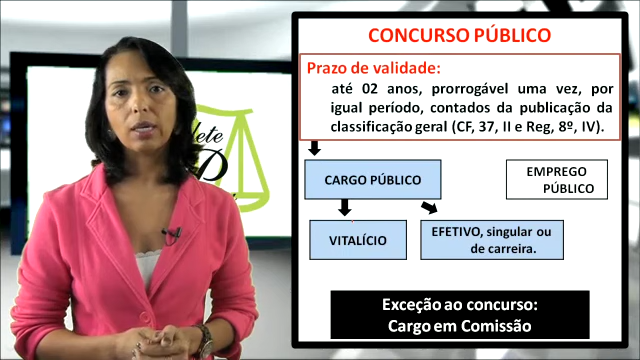 CONCURSO PÚBLICO
Prazo de validade:
até 02 anos, prorrogável uma vez, por
igual período, contados da publicação da
classificação geral (CF, 37, II e Reg, 8º, IV).
CARGO PÚBLICO
EMPREGO
PÚBLICO
VITALÍCIO
EFETIVO, singular ou
de carreira.
Exceção ao concurso:
Cargo em Comissão